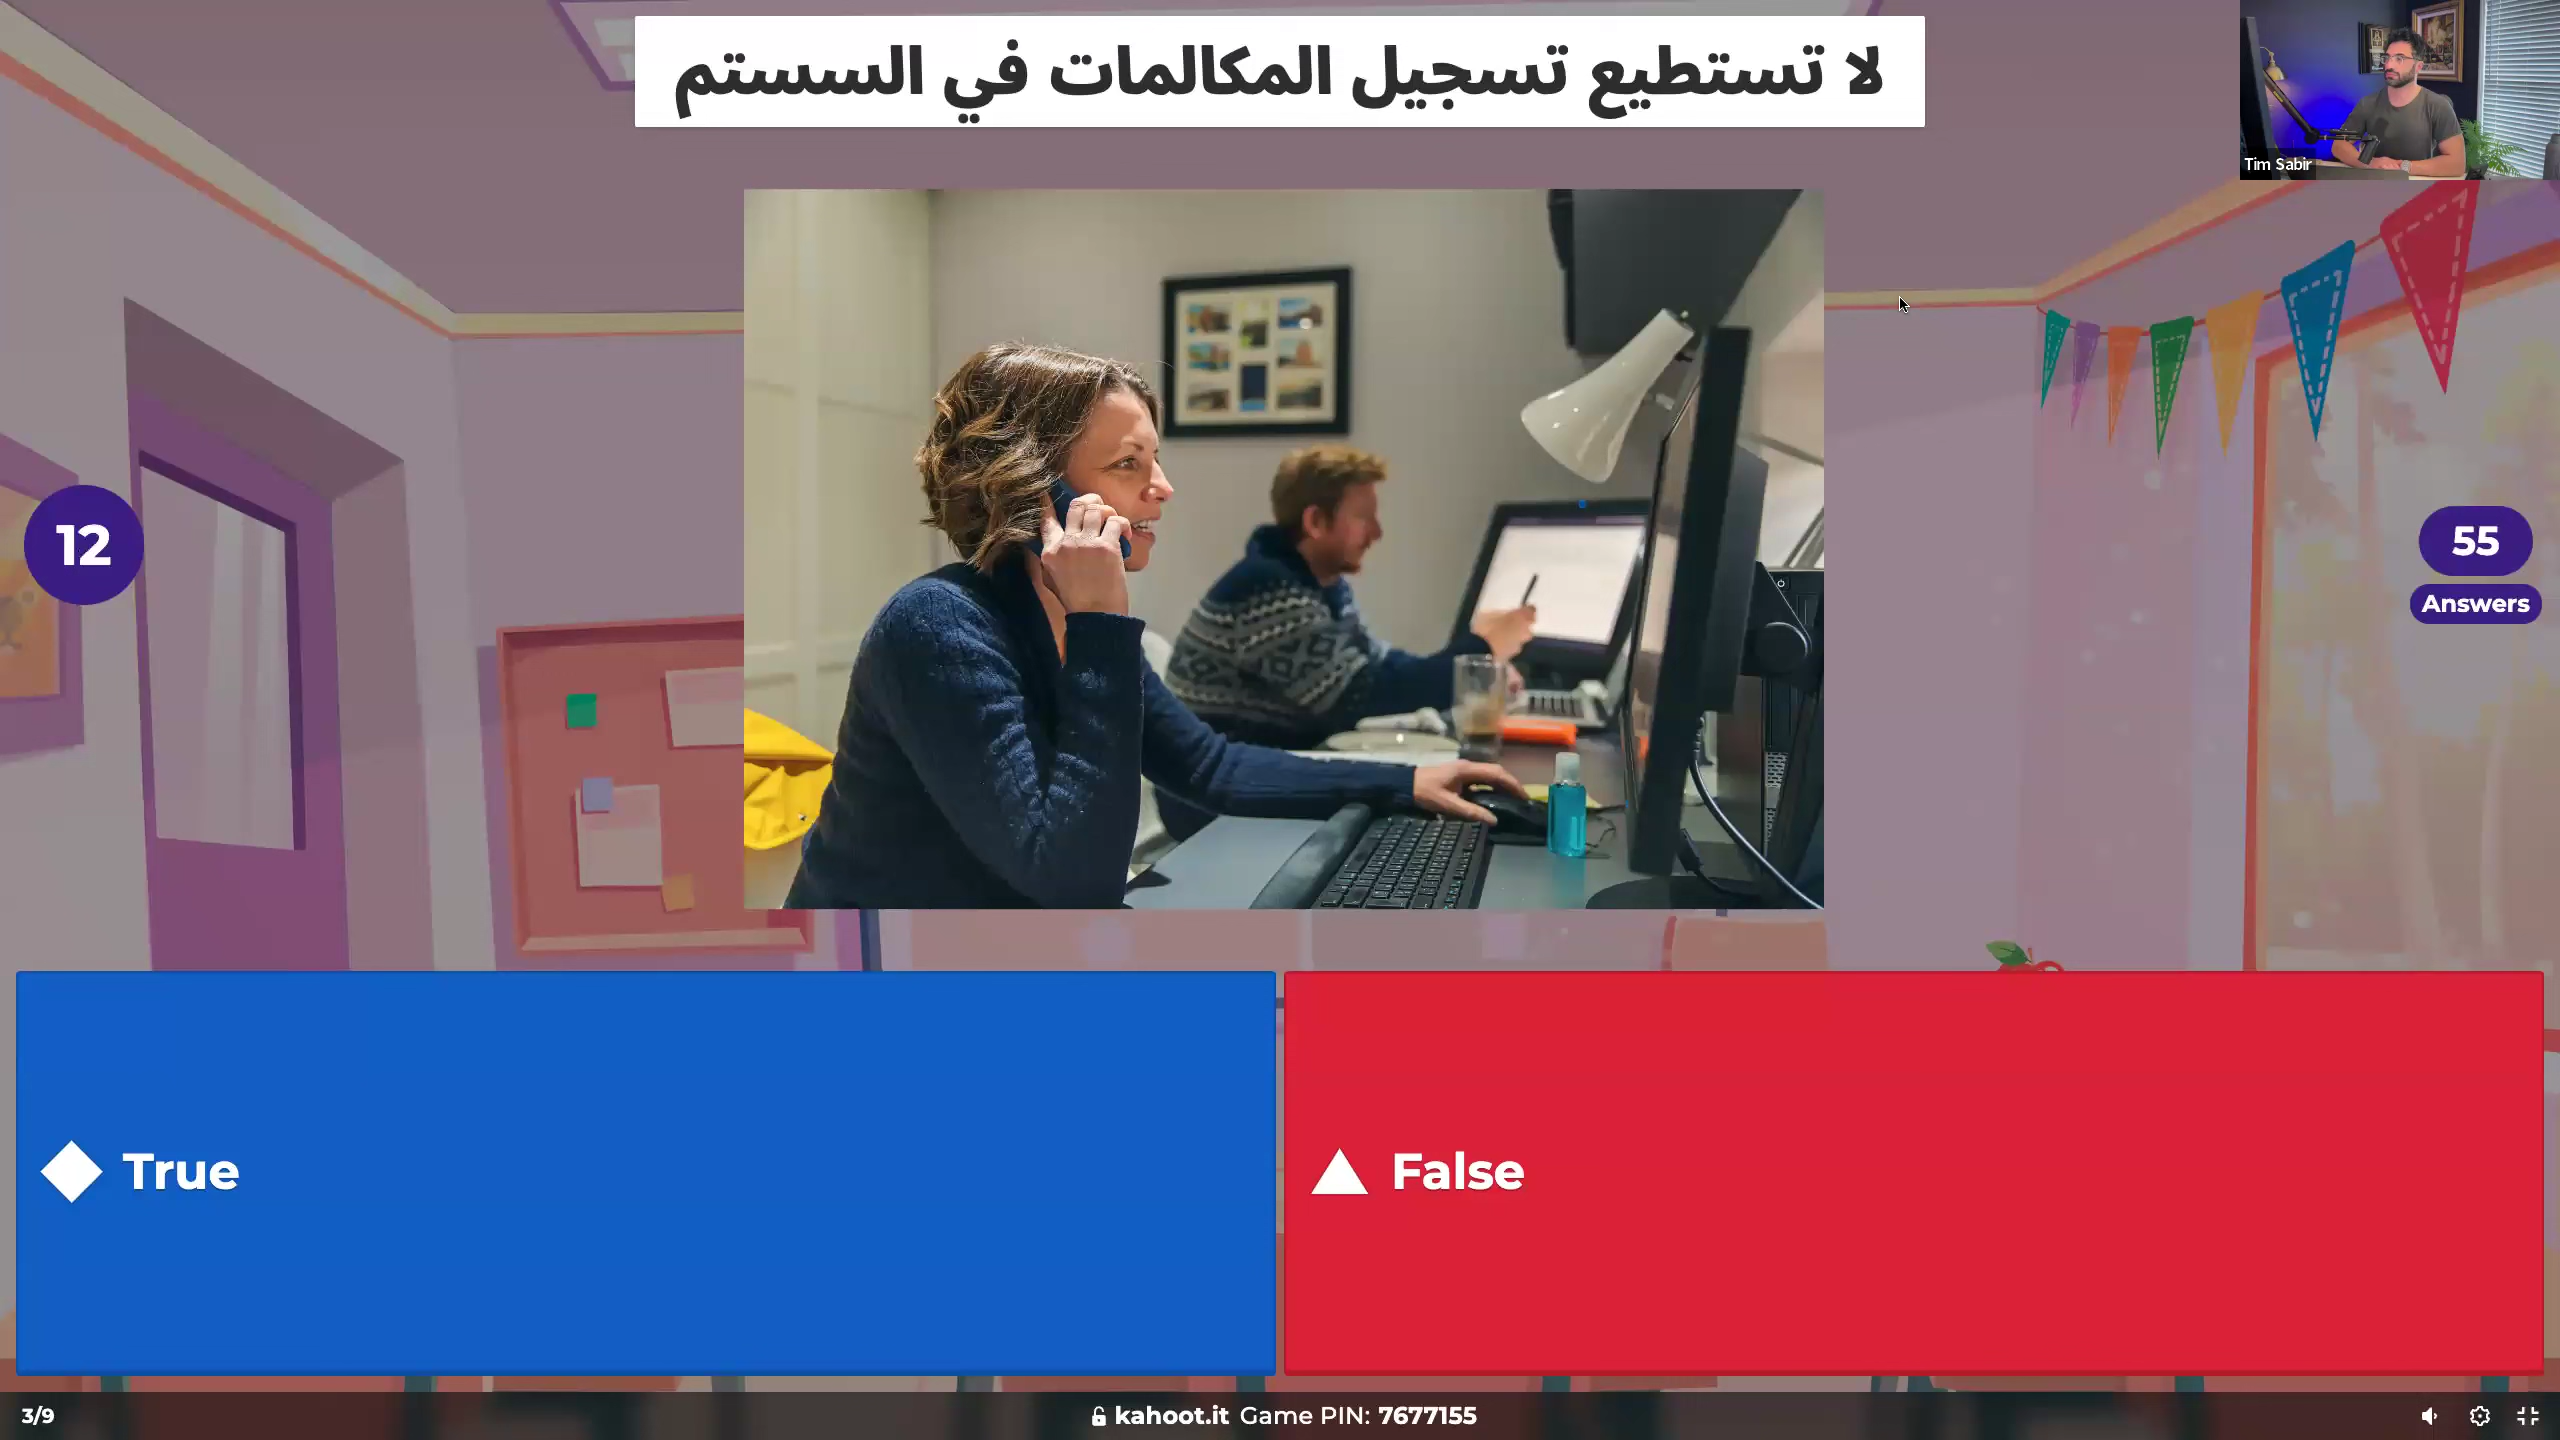 لا تستطيع تسجيل المكالمات في السستم
Tim Sabir
12
55
Answers
True
False
3/9
kahoot.it Game PIN: 7677155